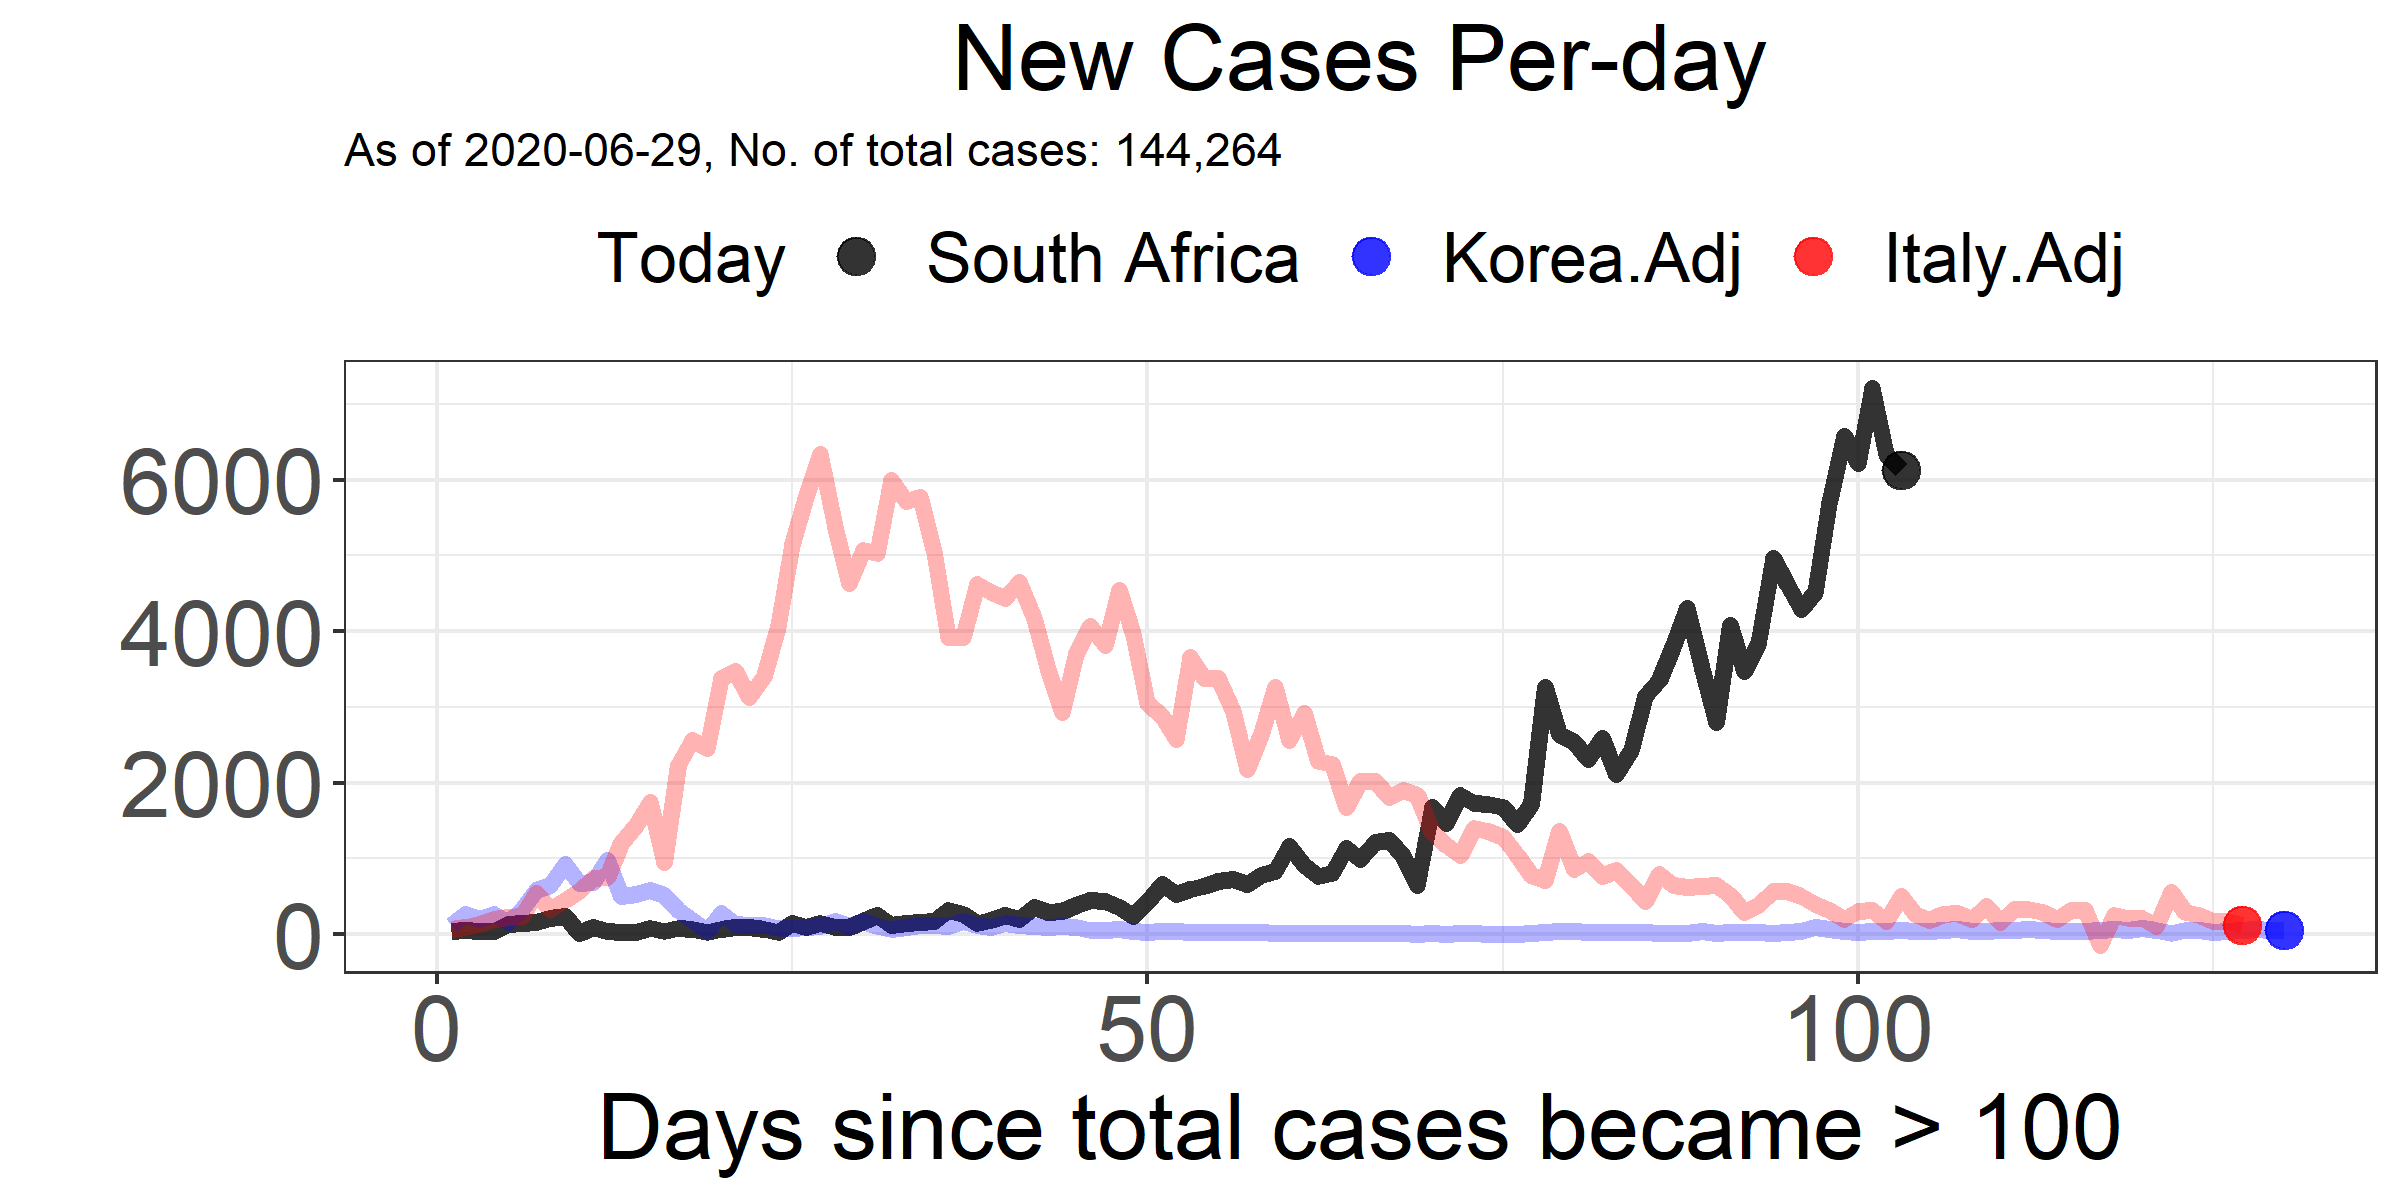 New Cases Per-day
As of 2020-06-29, No. of total cases: 144,264
Today South Africa Korea.Adj Italy.Adj
6000
4000
2000
0
0 50 100
Days since total cases became > 100